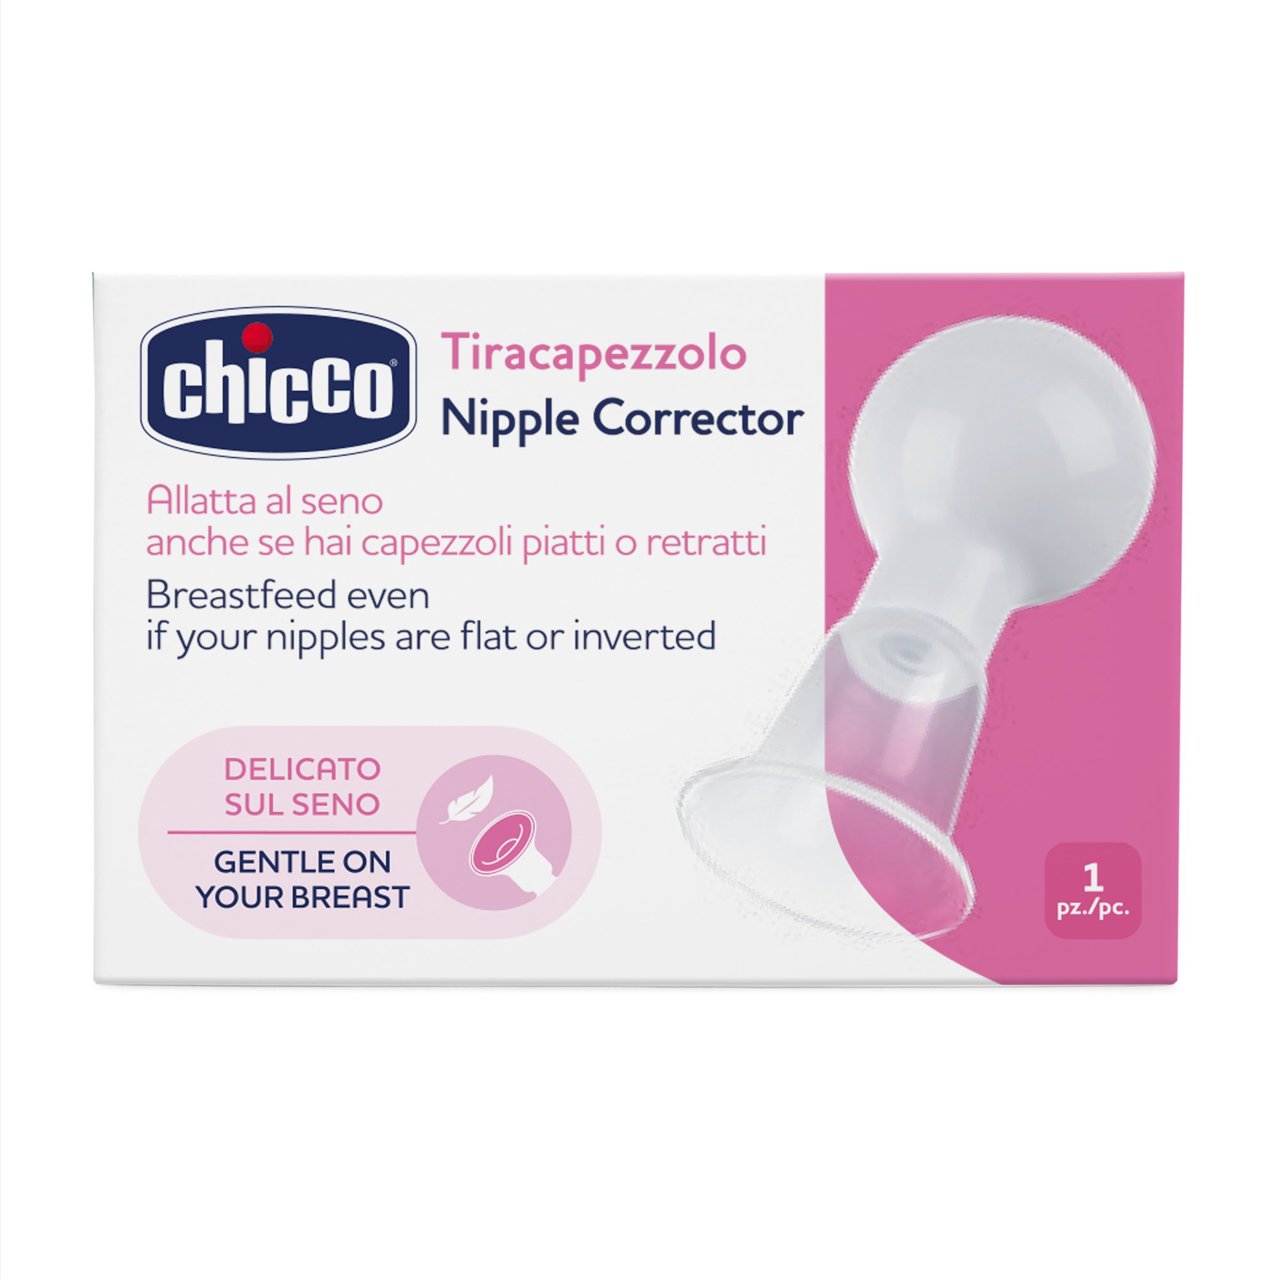 chicco®
Tiracapezzolo
Nipple Corrector
Allatta al seno
anche se hai capezzoli piatti o retratti
Breastfeed even
if your nipples are flat or inverted
DELICATO
SUL SENO
GENTLE ON
YOUR BREAST
1
pz./pc.